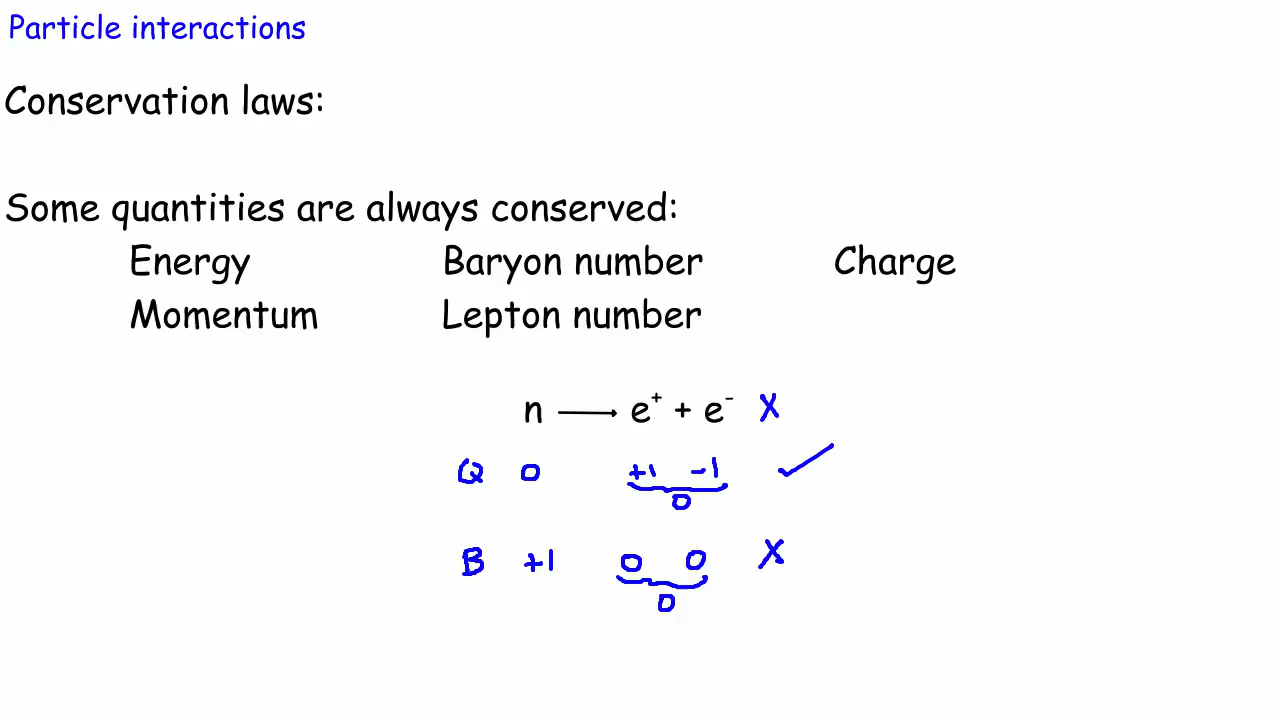 Particle interactions
Conservation laws:
Some quantities are always conserved:
Energy Baryon number Charge
Momentum Lepton number
n ⟶ e⁺ + e⁻ X
Q 0 +1 -1 ✓
0
B +1 0 0 X
0